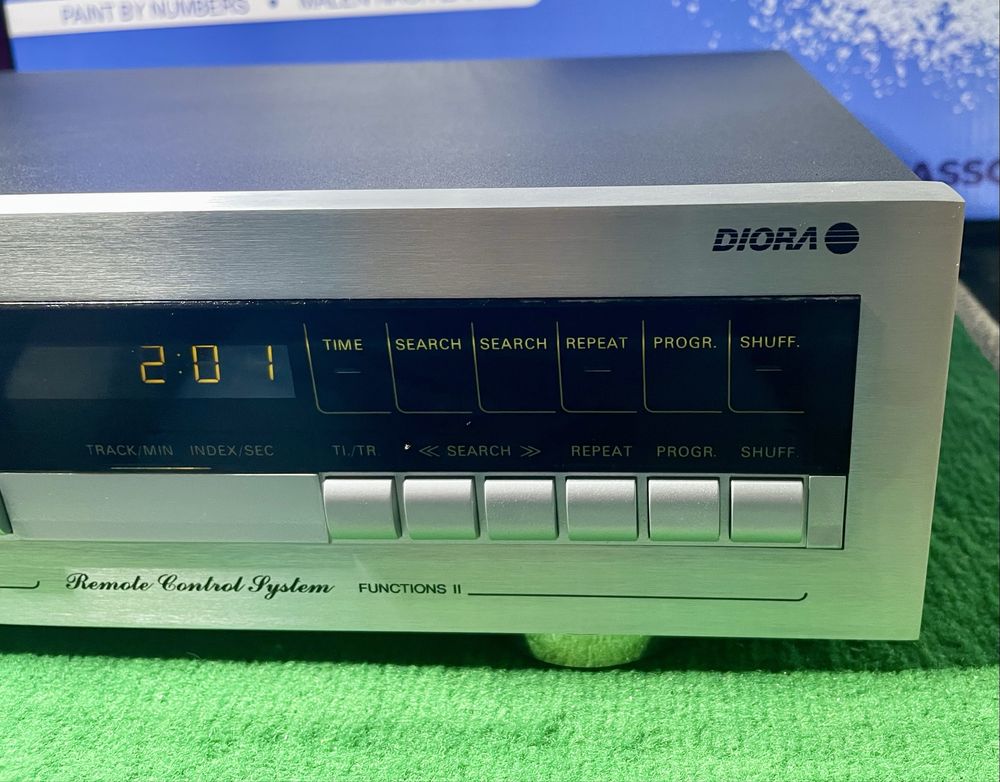 PAINT BY NUMBERS •
ASSO
DIORA
2:01
TIME SEARCH SEARCH REPEAT PROGR. SHUFF.
TRACK/MIN INDEX/SEC TI./TR. ≪ SEARCH ≫ REPEAT PROGR. SHUFF.
Remote Control System FUNCTIONS II